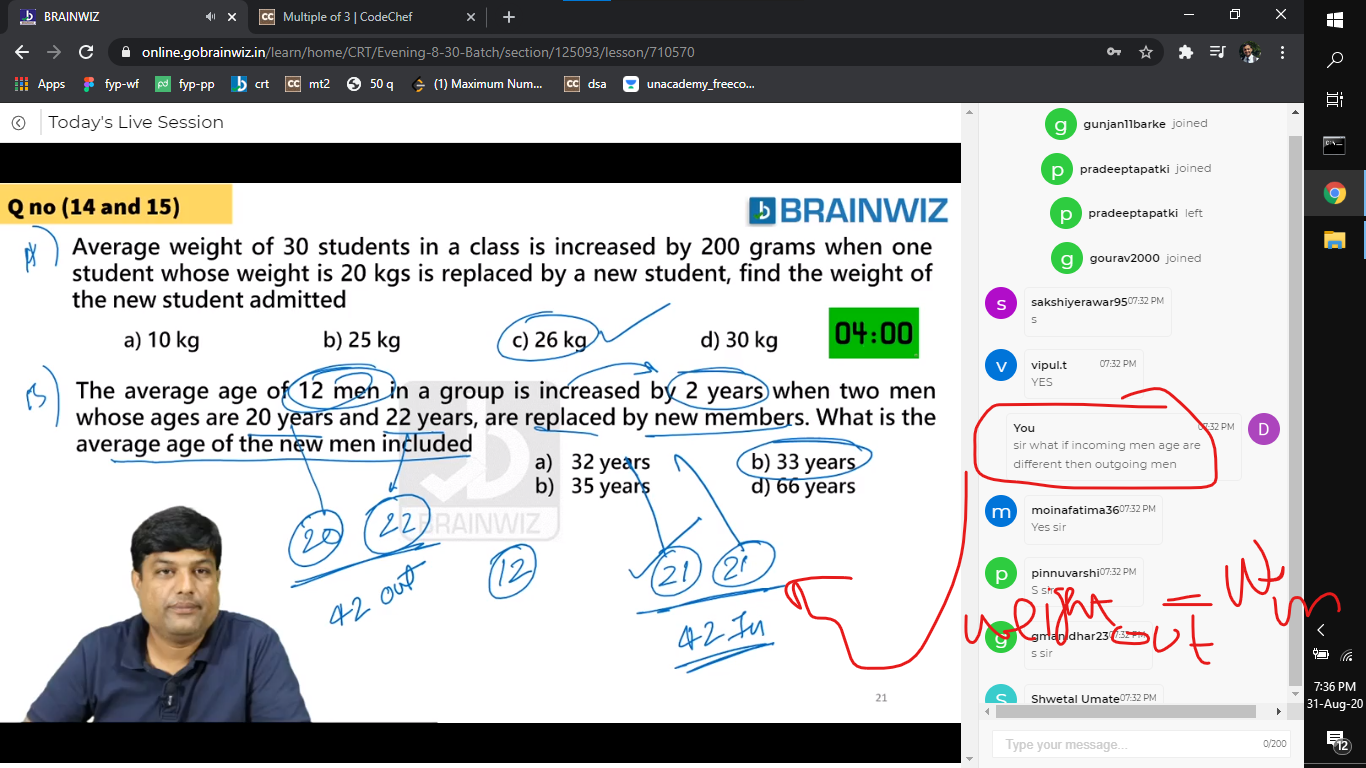 BRAINWIZ
Multiple of 3 | CodeChef
online.gobrainwiz.in/learn/home/CRT/Evening-8-30-Batch/section/125093/lesson/710570
Apps fyp-wf fyp-pp crt mt2 50 q (1) Maximum Num... dsa unacademy_freeco...
Today's Live Session
Q no (14 and 15)
BRAINWIZ
Average weight of 30 students in a class is increased by 200 grams when one
student whose weight is 20 kgs is replaced by a new student, find the weight of
the new student admitted
a) 10 kg b) 25 kg c) 26 kg d) 30 kg
04:00
15)
The average age of 12 men in a group is increased by 2 years when two men
whose ages are 20 years and 22 years, are replaced by new members. What is the
average age of the new men included
a) 32 years b) 33 years
b) 35 years d) 66 years
BRAINWIZ
20 22 12 21 21
42 out
42 In
21
g gunjan11barke joined
p pradeeptapatki joined
p pradeeptapatki left
g gourav2000 joined
s sakshiyerawar95 07:32 PM
s
v vipul.t 07:32 PM
YES
You 07:32 PM D
sir what if incoming men age are
different then outgoing men
m moinafatima36 07:32 PM
Yes sir
p pinnuvarshi 07:32 PM
S sir
weight out = Wt in
g 07:32 PM
s sir
S Shwetal Umate 07:32 PM
Type your message... 0/200
7:36 PM
31-Aug-20
12